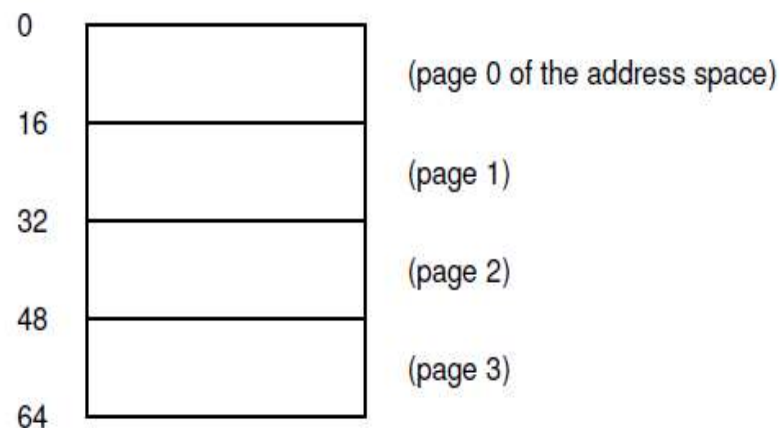 0
(page 0 of the address space)
16
(page 1)
32
(page 2)
48
(page 3)
64